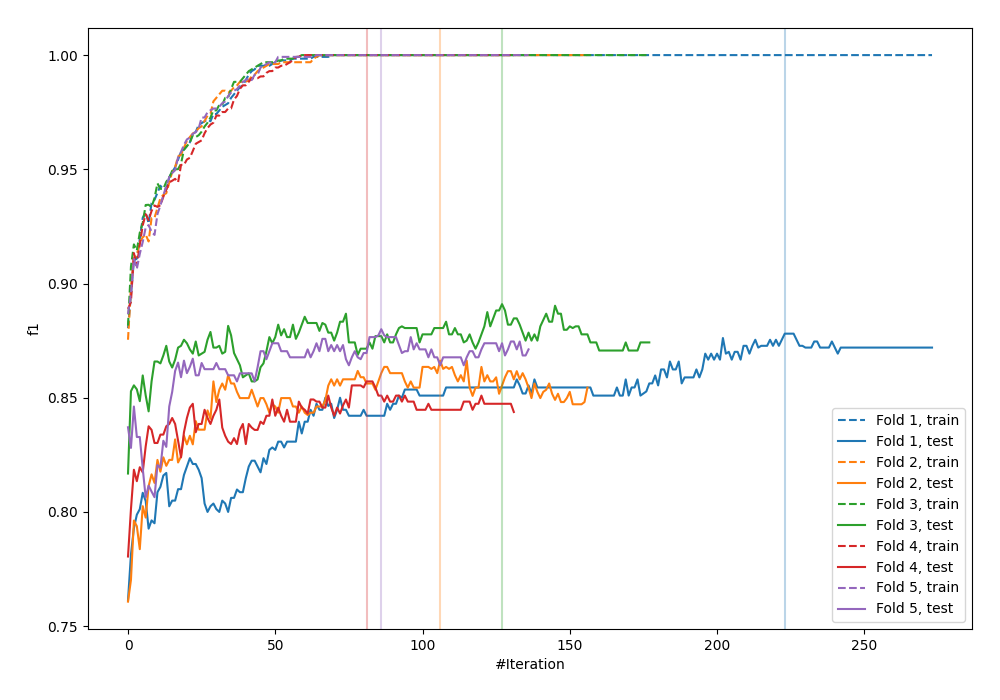 1.00
0.95
0.90
0.85
0.80
0.75
f1
0
50
100
150
200
250
#Iteration
Fold 1, train
Fold 1, test
Fold 2, train
Fold 2, test
Fold 3, train
Fold 3, test
Fold 4, train
Fold 4, test
Fold 5, train
Fold 5, test